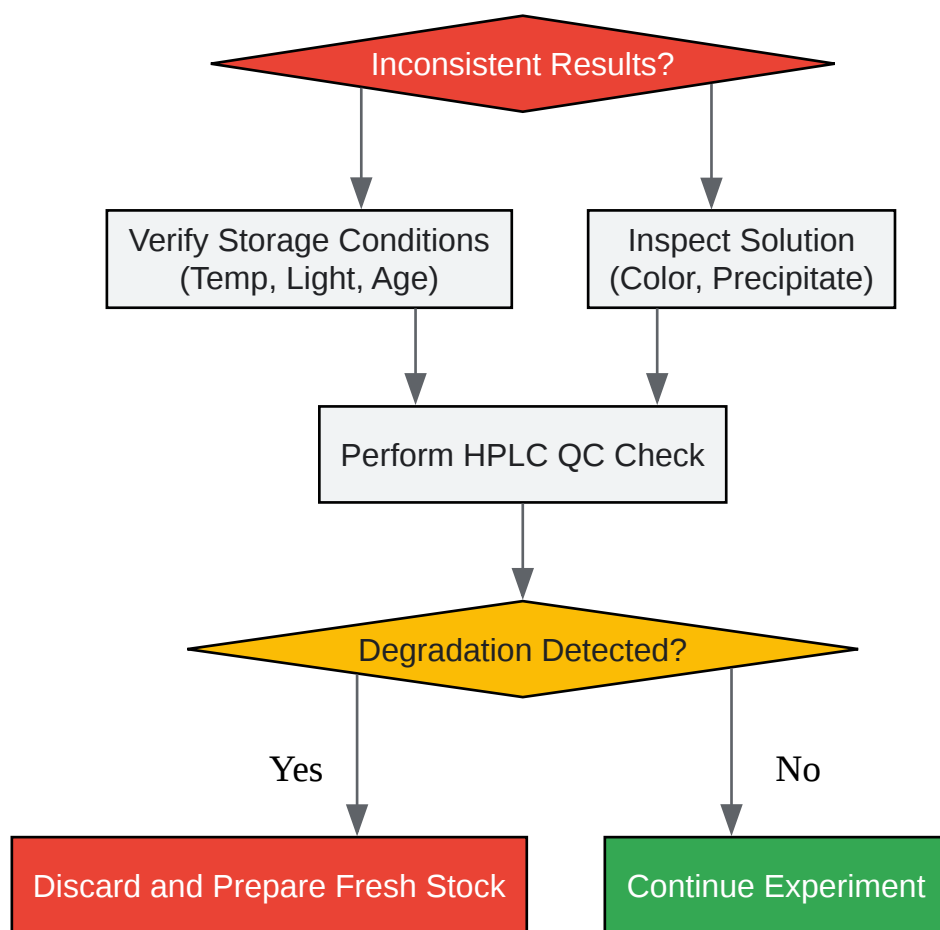 Inconsistent Results?
Verify Storage Conditions
(Temp, Light, Age)
Inspect Solution
(Color, Precipitate)
Perform HPLC QC Check
Degradation Detected?
Yes
No
Discard and Prepare Fresh Stock
Continue Experiment